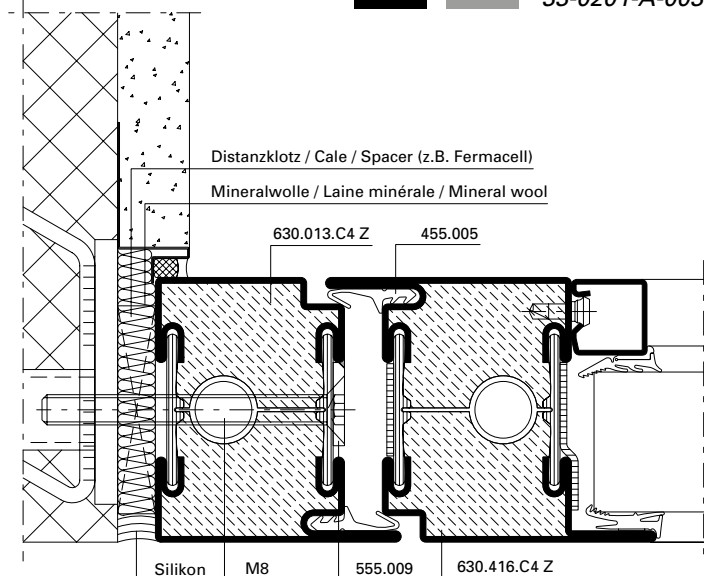 Distanzklotz / Cale / Spacer (z.B. Fermacell)
Mineralwolle / Laine minérale / Mineral wool
630.013.C4 Z
455.005
Silikon
M8
555.009
630.416.C4 Z